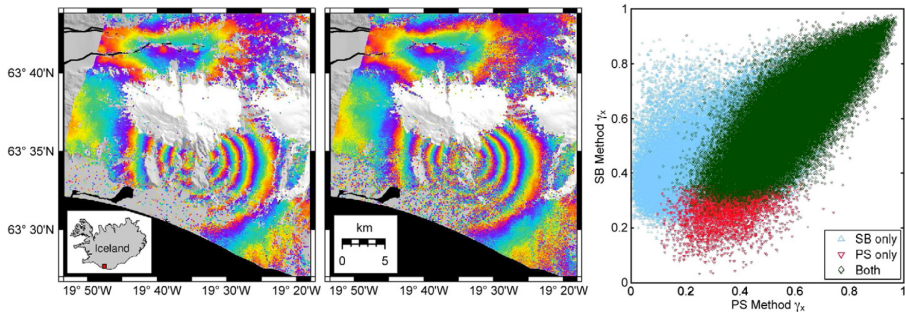 63° 40'N
63° 35'N
63° 30'N
Iceland
19° 50'W 19° 40'W 19° 30'W 19° 20'W
km
0 5
19° 50'W 19° 40'W 19° 30'W 19° 20'W
SB Method γx
1
0.8
0.6
0.4
0.2
0
0 0.2 0.4 0.6 0.8 1
PS Method γx
SB only
PS only
Both